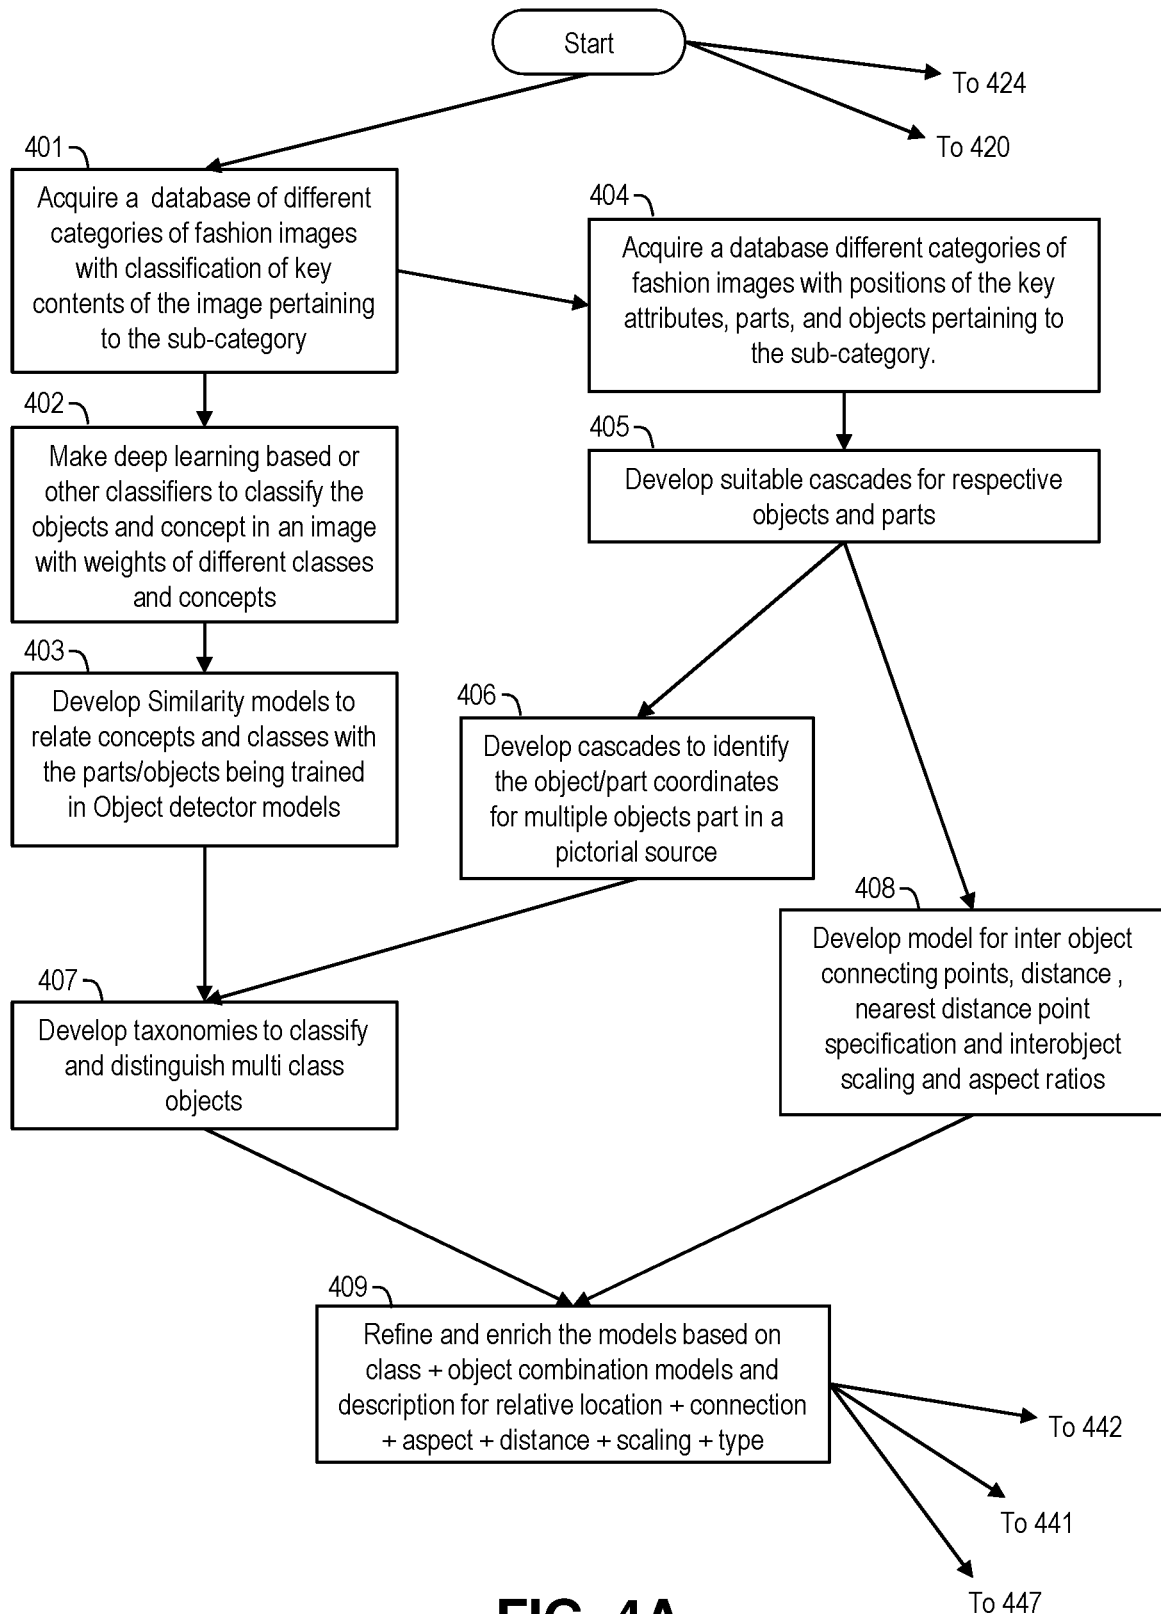 Start
To 424
To 420
401
Acquire a database of different
categories of fashion images
with classification of key
contents of the image pertaining
to the sub-category
404
Acquire a database different categories of
fashion images with positions of the key
attributes, parts, and objects pertaining to
the sub-category.
402
Make deep learning based or
other classifiers to classify the
objects and concept in an image
with weights of different classes
and concepts
405
Develop suitable cascades for respective
objects and parts
403
Develop Similarity models to
relate concepts and classes with
the parts/objects being trained
in Object detector models
406
Develop cascades to identify
the object/part coordinates
for multiple objects part in a
pictorial source
408
Develop model for inter object
connecting points, distance ,
nearest distance point
specification and interobject
scaling and aspect ratios
407
Develop taxonomies to classify
and distinguish multi class
objects
409
Refine and enrich the models based on
class + object combination models and
description for relative location + connection
+ aspect + distance + scaling + type
To 442
To 441
To 447
FIG. 4A